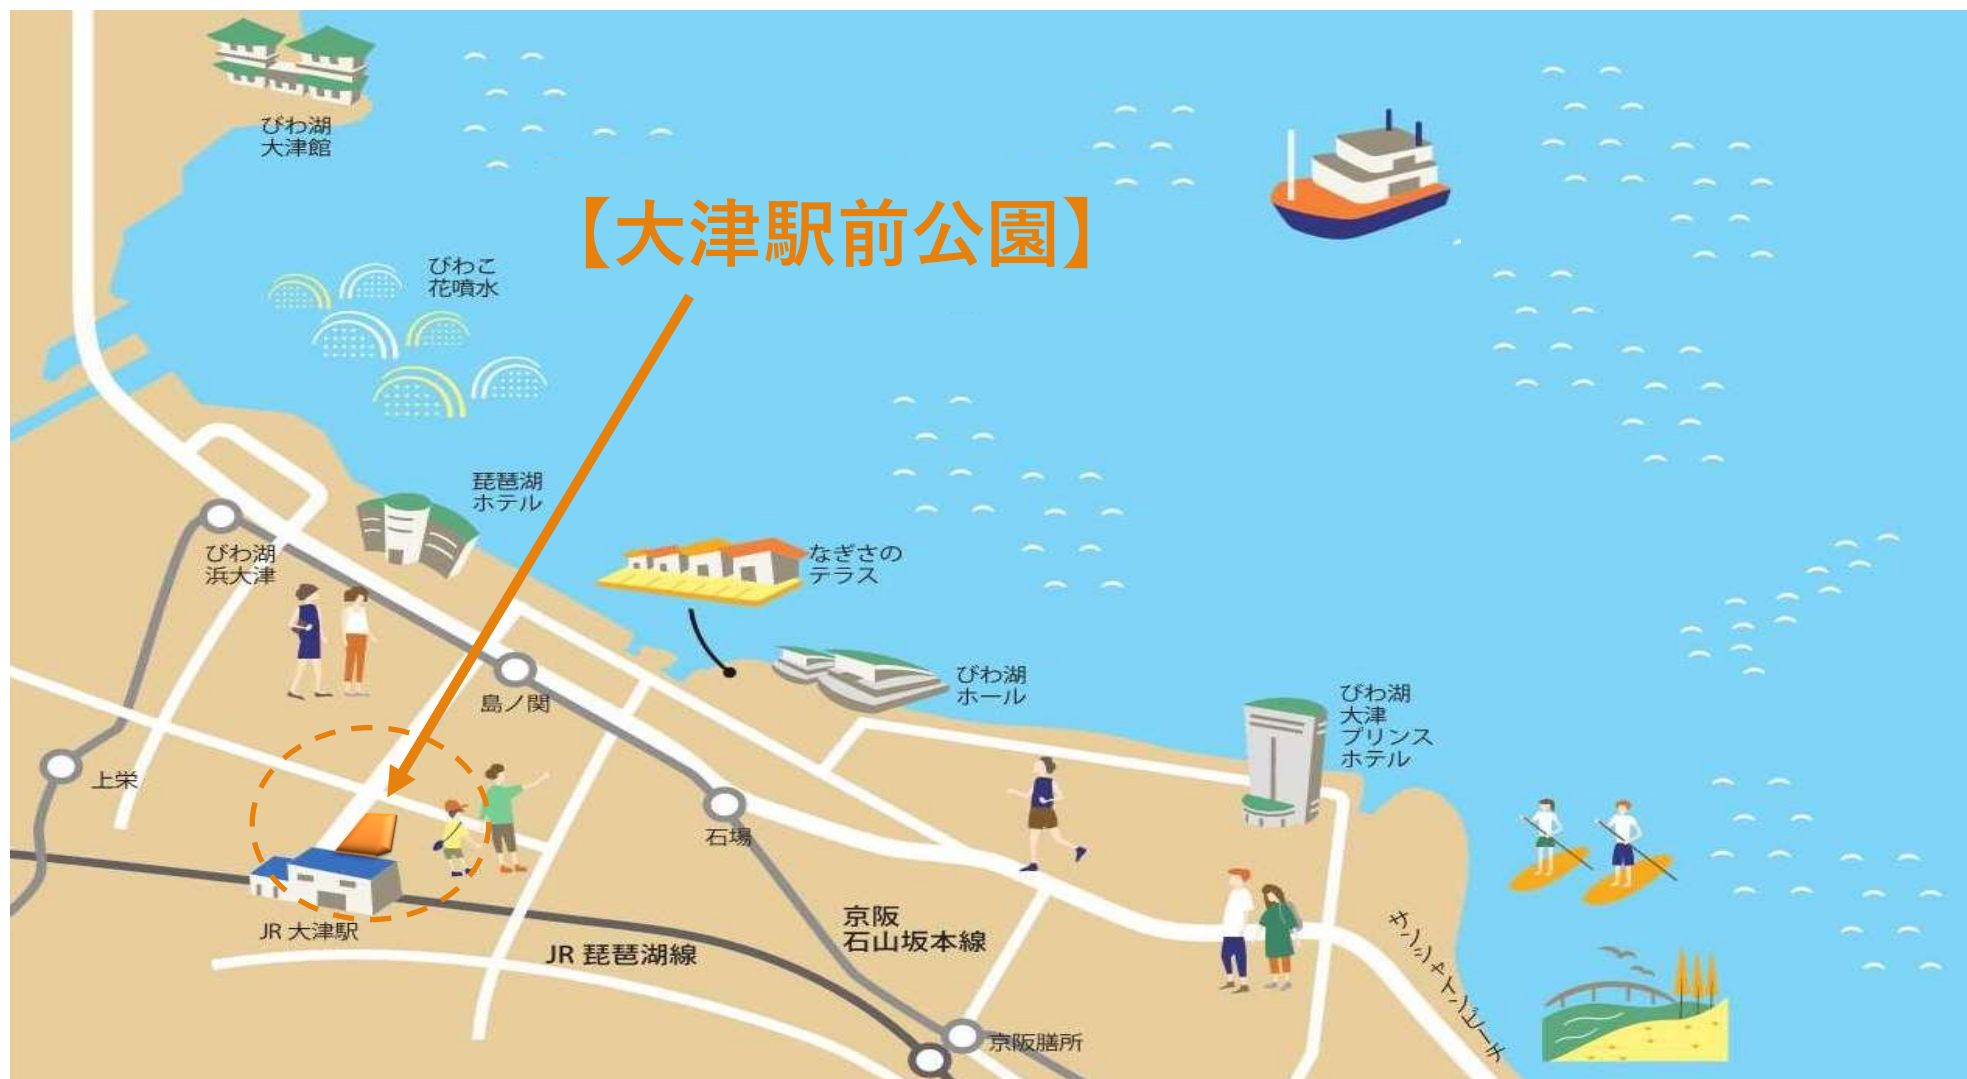 びわ湖
大津館
【大津駅前公園】
びわこ
花噴水
琵琶湖
ホテル
びわ湖
浜大津
なぎさの
テラス
びわ湖
ホール
島ノ関
びわ湖
大津
プリンス
ホテル
上栄
石場
JR 大津駅
JR 琵琶湖線
京阪
石山坂本線
サンシャインビーチ
京阪膳所